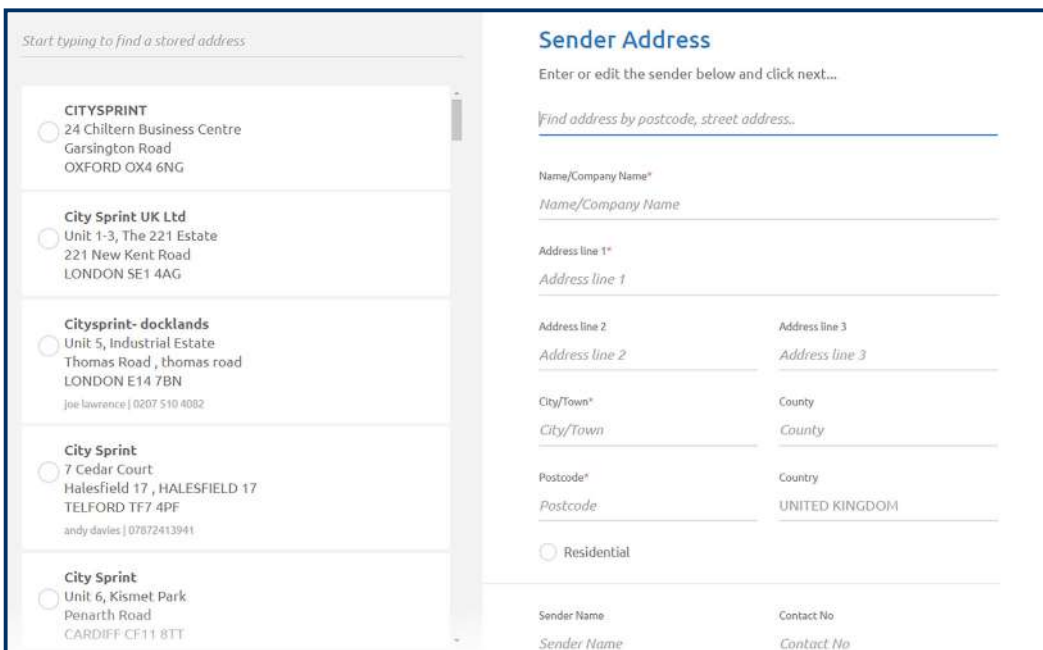 Start typing to find a stored address
CITYSPRINT
24 Chiltern Business Centre
Garsington Road
OXFORD OX4 6NG
City Sprint UK Ltd
Unit 1-3, The 221 Estate
221 New Kent Road
LONDON SE1 4AG
Citysprint- docklands
Unit 5, Industrial Estate
Thomas Road , thomas road
LONDON E14 7BN
joe lawrence | 0207 510 4082
City Sprint
7 Cedar Court
Halesfield 17 , HALESFIELD 17
TELFORD TF7 4PF
andy davies | 07872413941
City Sprint
Unit 6, Kismet Park
Penarth Road
CARDIFF CF11 8TT
Sender Address
Enter or edit the sender below and click next...
Find address by postcode, street address..
Name/Company Name*
Name/Company Name
Address line 1*
Address line 1
Address line 2 Address line 3
Address line 2 Address line 3
City/Town* County
City/Town County
Postcode* Country
Postcode UNITED KINGDOM
Residential
Sender Name Contact No
Sender Name Contact No